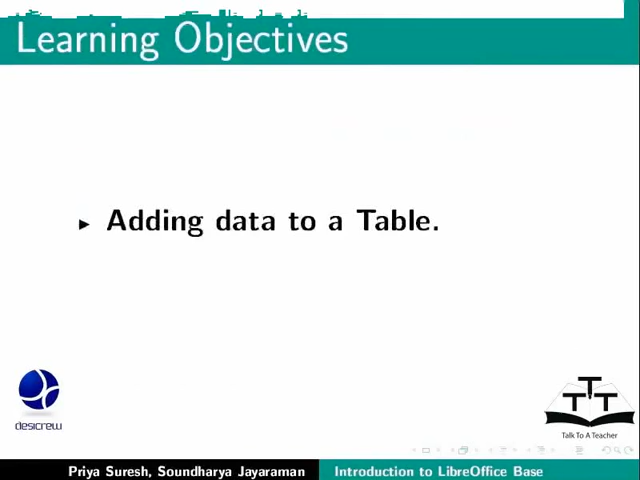 Learning Objectives
Adding data to a Table.
desicrew
T
T T
Talk To A Teacher
Priya Suresh, Soundharya Jayaraman
Introduction to LibreOffice Base